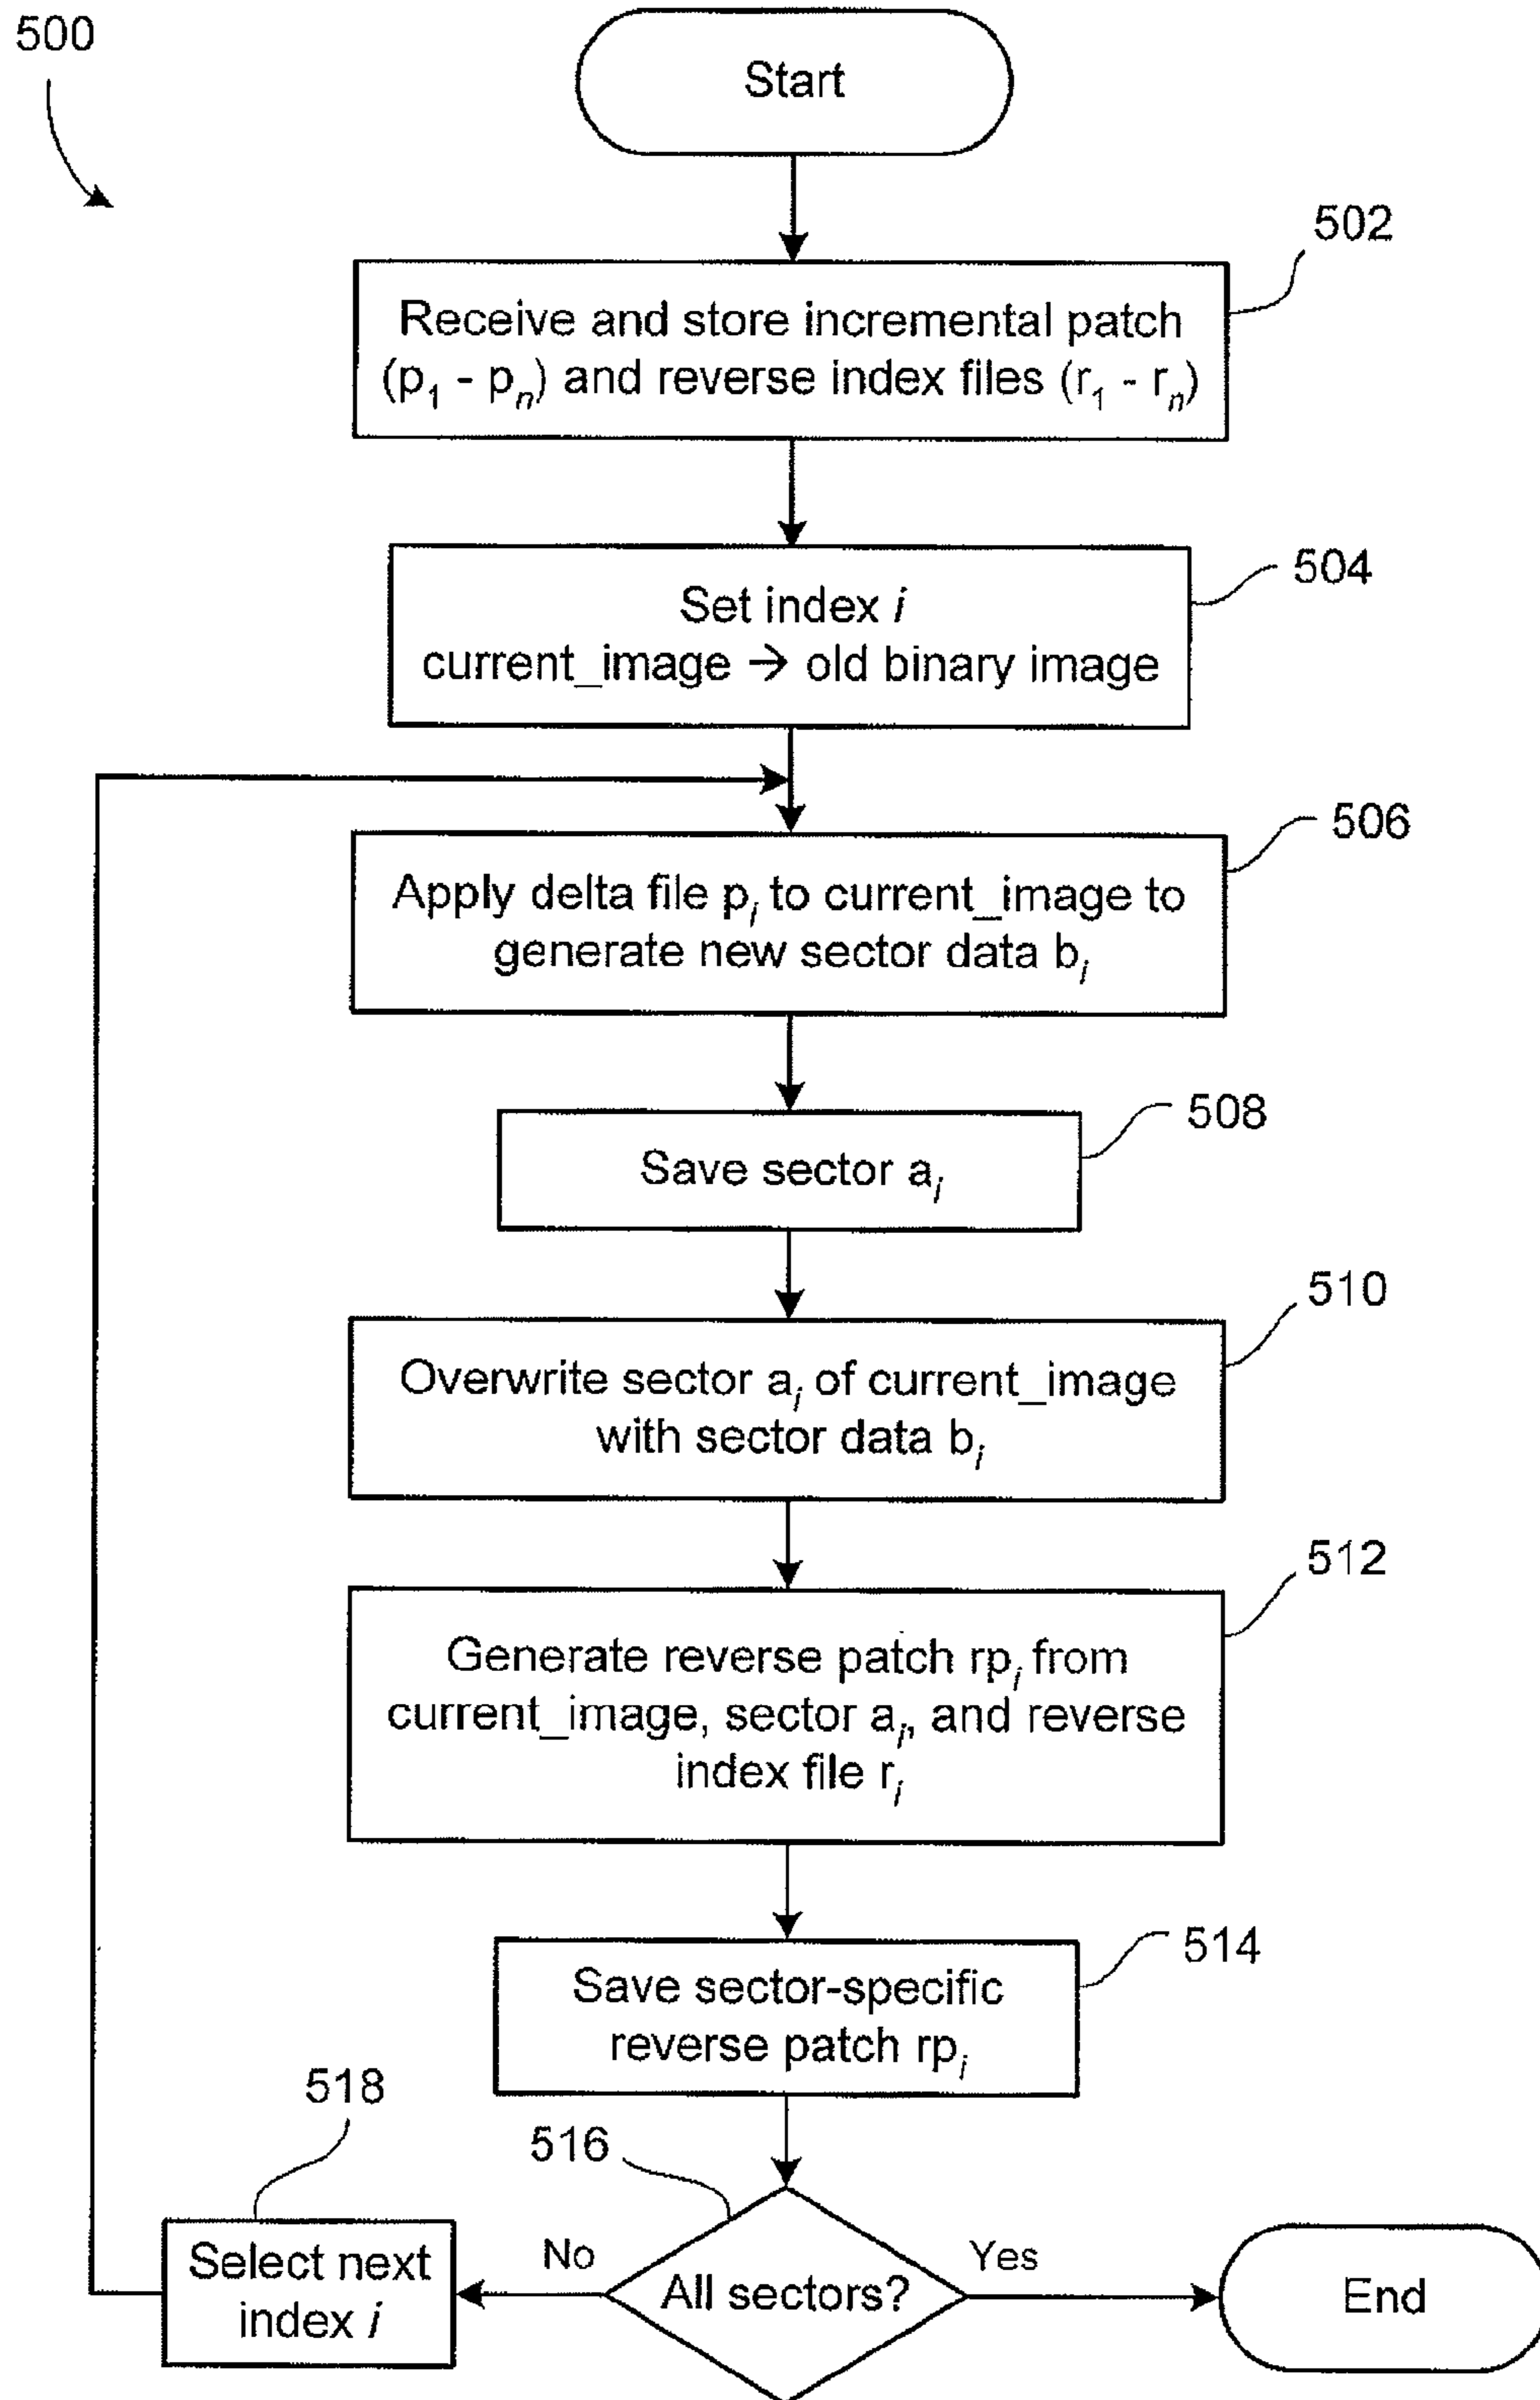 500
Start
502
Receive and store incremental patch
(p1 - pn) and reverse index files (r1 - rn)
504
Set index i
current_image → old binary image
506
Apply delta file pi to current_image to
generate new sector data bi
508
Save sector ai
510
Overwrite sector ai of current_image
with sector data bi
512
Generate reverse patch rpi from
current_image, sector ai, and reverse
index file ri
514
Save sector-specific
reverse patch rpi
518
516
Select next
index i
No
All sectors?
Yes
End